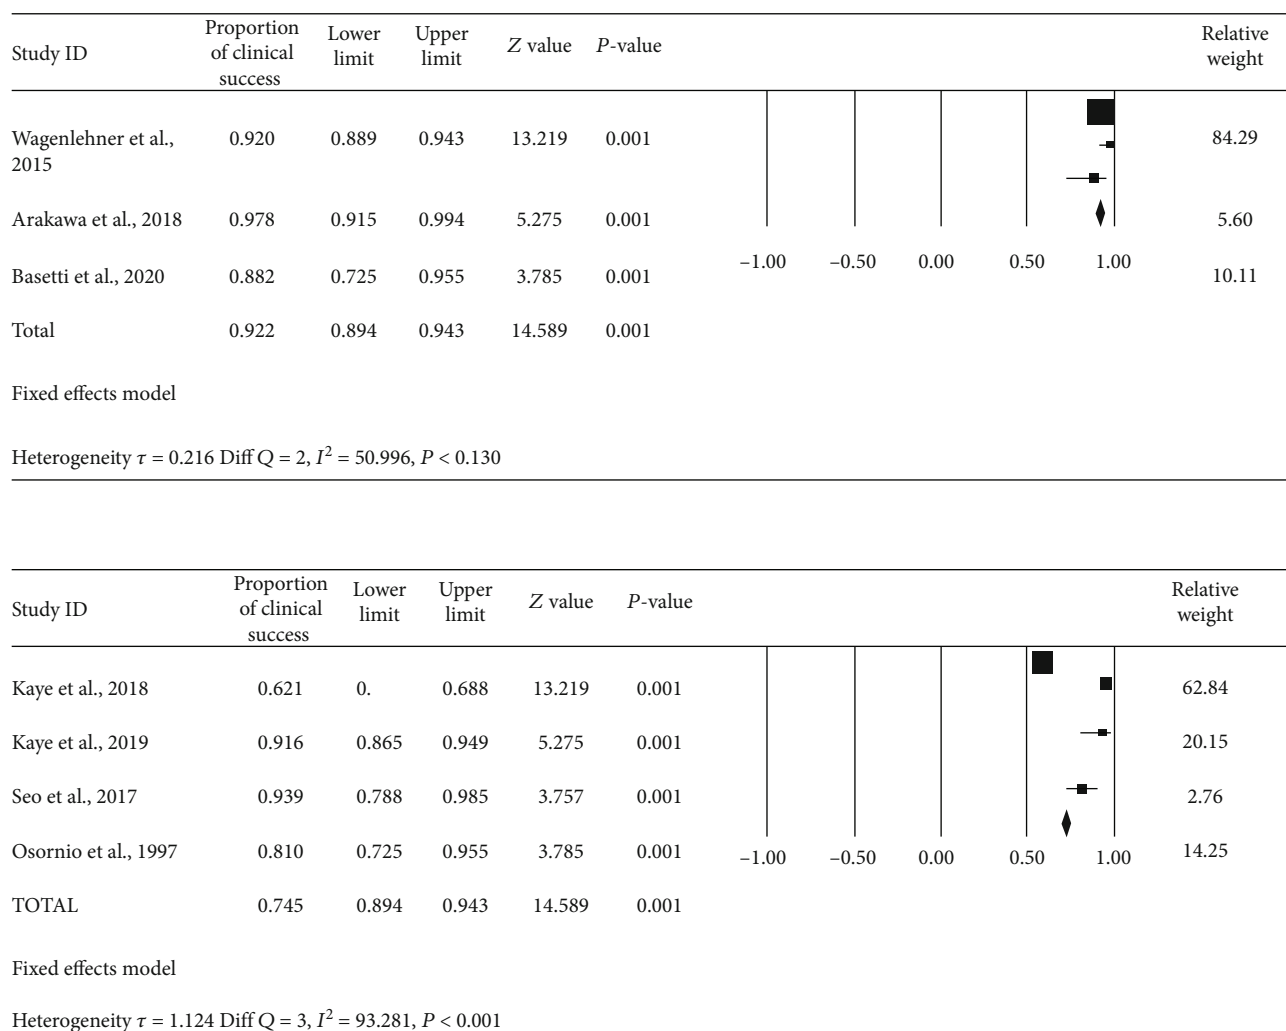 Study ID Proportion of clinical success Lower limit Upper limit Z value P-value Relative weight
Wagenlehner et al., 2015 0.920 0.889 0.943 13.219 0.001 84.29
Arakawa et al., 2018 0.978 0.915 0.994 5.275 0.001 5.60
Basetti et al., 2020 0.882 0.725 0.955 3.785 0.001 10.11
−1.00 −0.50 0.00 0.50 1.00
Total 0.922 0.894 0.943 14.589 0.001
Fixed effects model
Heterogeneity τ = 0.216 Diff Q = 2, I² = 50.996, P < 0.130
Study ID Proportion of clinical success Lower limit Upper limit Z value P-value Relative weight
Kaye et al., 2018 0.621 0. 0.688 13.219 0.001 62.84
Kaye et al., 2019 0.916 0.865 0.949 5.275 0.001 20.15
Seo et al., 2017 0.939 0.788 0.985 3.757 0.001 2.76
Osornio et al., 1997 0.810 0.725 0.955 3.785 0.001 14.25
−1.00 −0.50 0.00 0.50 1.00
TOTAL 0.745 0.894 0.943 14.589 0.001
Fixed effects model
Heterogeneity τ = 1.124 Diff Q = 3, I² = 93.281, P < 0.001